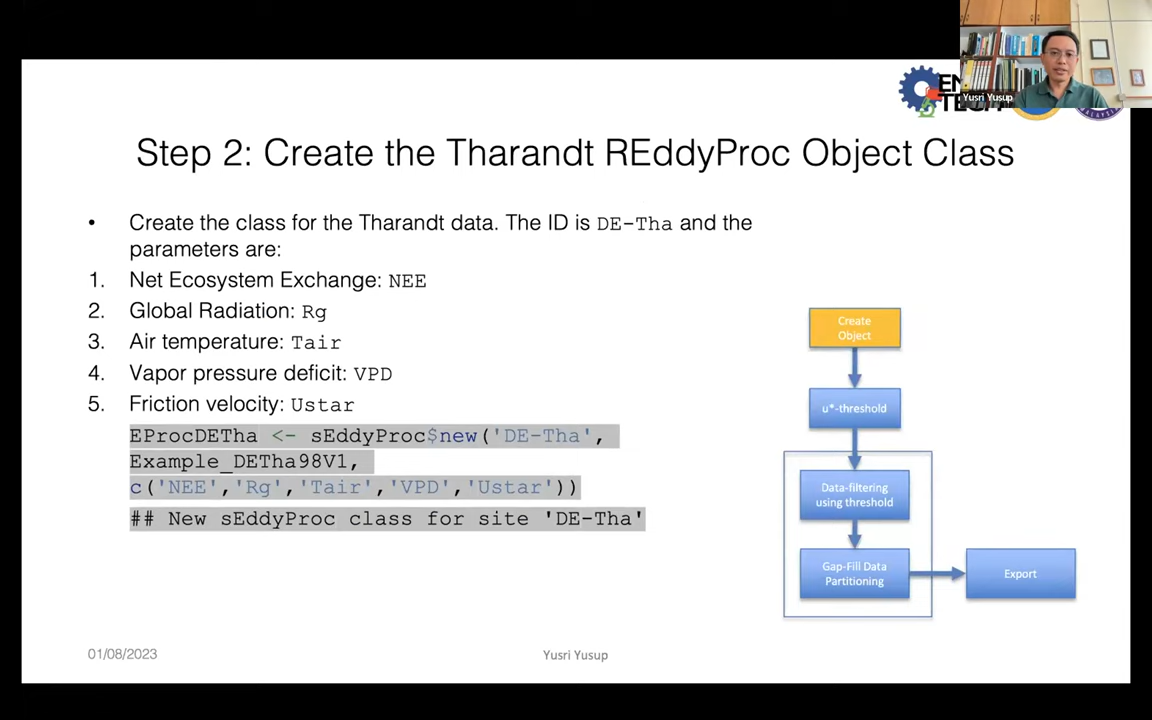 EN
TECH
Yusri Yusup
Step 2: Create the Tharandt REddyProc Object Class
• Create the class for the Tharandt data. The ID is DE-Tha and the
parameters are:
1. Net Ecosystem Exchange: NEE
2. Global Radiation: Rg
3. Air temperature: Tair
4. Vapor pressure deficit: VPD
5. Friction velocity: Ustar
EProcDETha <- sEddyProc$new('DE-Tha',
Example_DETha98V1,
c('NEE','Rg','Tair','VPD','Ustar'))
## New sEddyProc class for site 'DE-Tha'
Create
Object
u*-threshold
Data-filtering
using threshold
Gap-Fill Data
Partitioning
Export
01/08/2023
Yusri Yusup